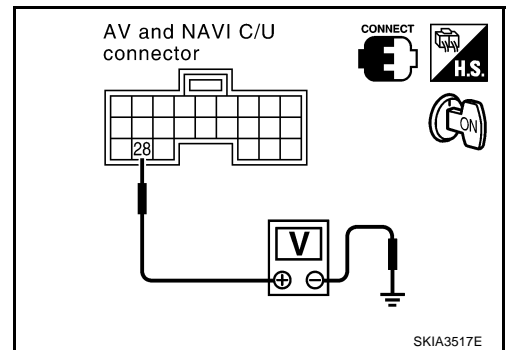 AV and NAVI C/U
connector
CONNECT
H.S.
ON
28
V
+ −
SKIA3517E